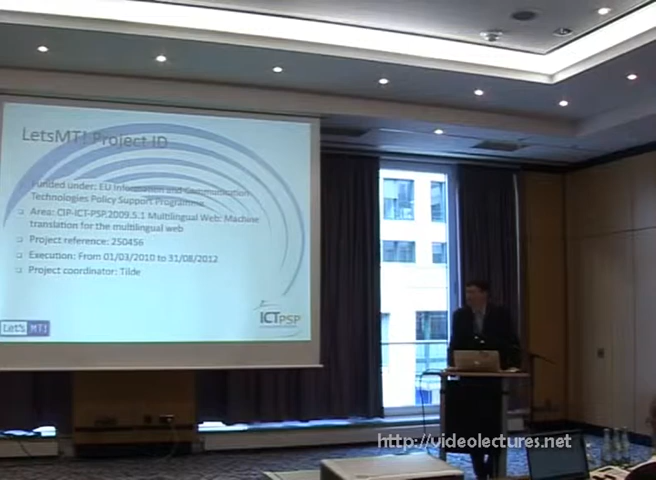 LetsMT! Project ID
Funded under: EU Information and Communication
Technologies Policy Support Programme
Area: CIP-ICT-PSP.2009.5.1 Multilingual Web: Machine
translation for the multilingual web
Project reference: 250456
Execution: From 01/03/2010 to 31/08/2012
Project coordinator: Tilde
Let's MT!
ICTPSP
http://videolectures.net